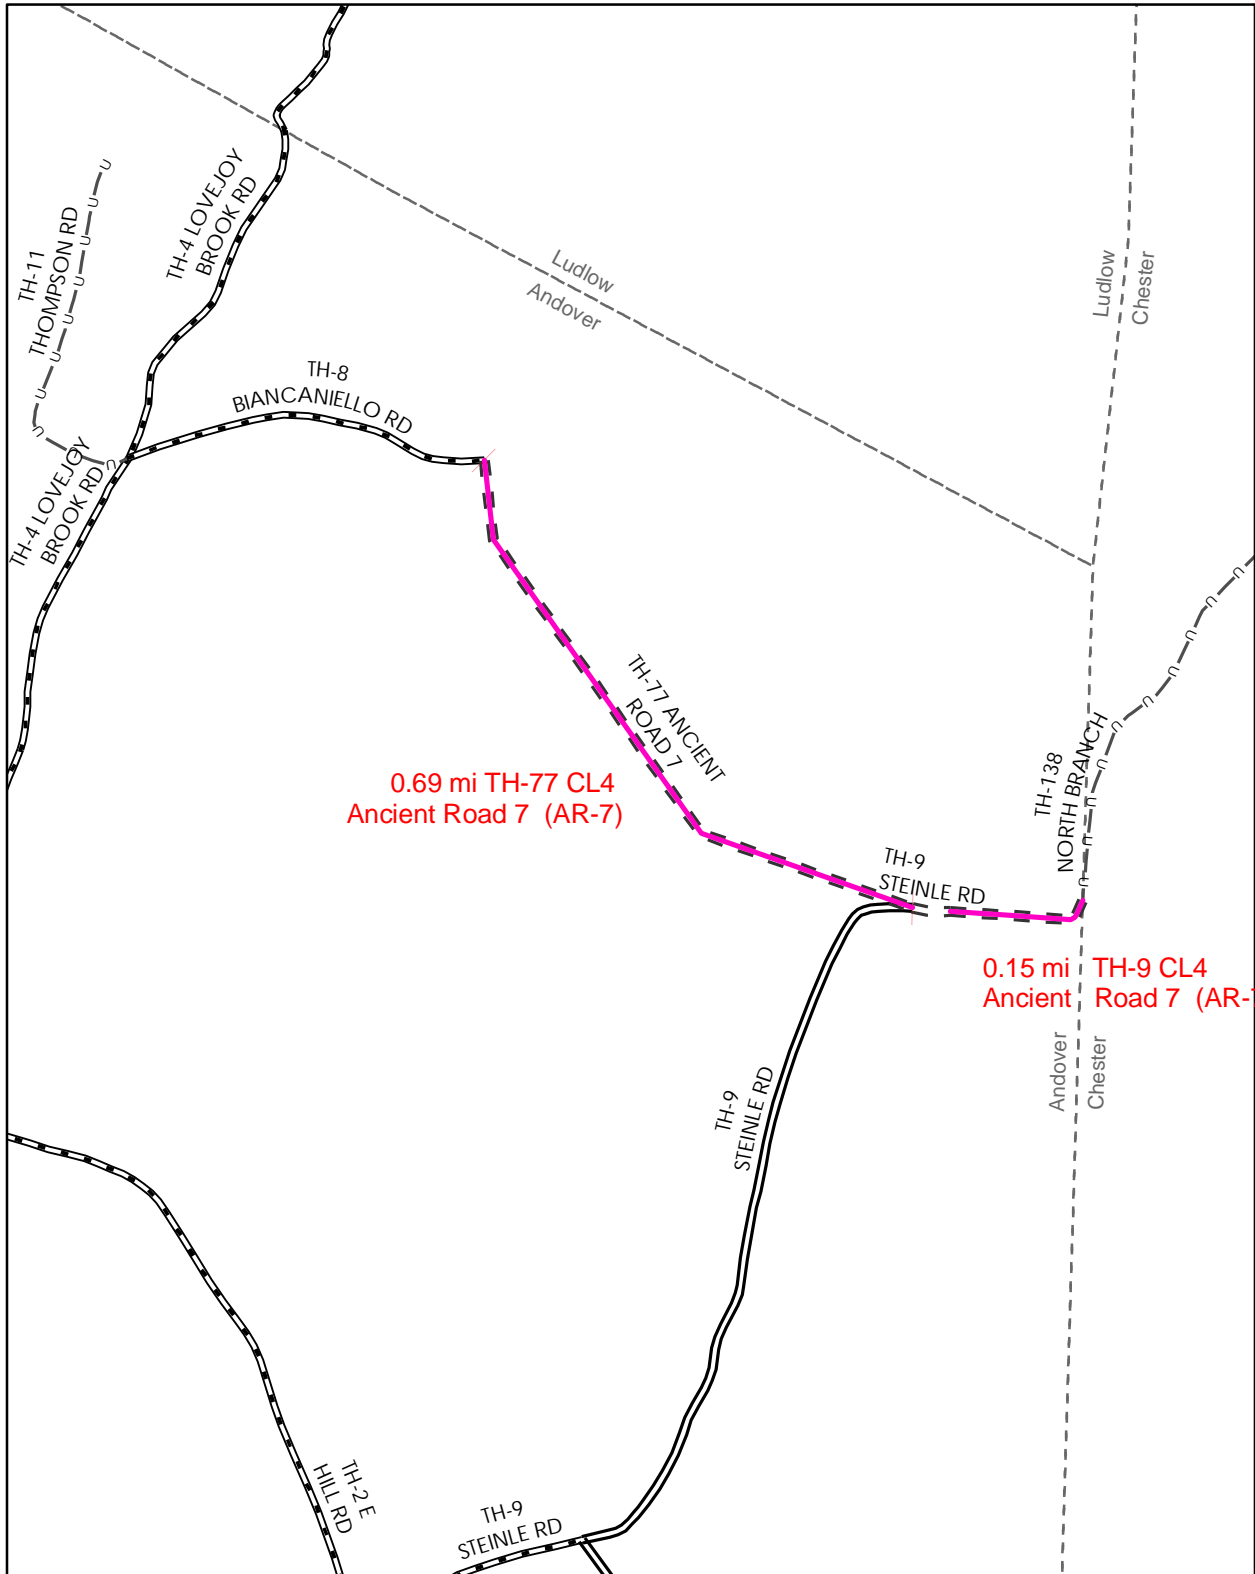 TH-4 LOVEJOY
BROOK RD
TH-11
THOMPSON RD
Ludlow
Andover
Ludlow
Chester
TH-8
BIANCANIELLO RD
TH-4 LOVEJOY
BROOK RD
TH-77 ANCIENT
ROAD 7
0.69 mi TH-77 CL4
Ancient Road 7 (AR-7)
TH-138
NORTH BRANCH
TH-9
STEINLE RD
0.15 mi TH-9 CL4
Ancient Road 7 (AR-7
Andover
Chester
TH-9
STEINLE RD
TH-2 E
HILL RD
TH-9
STEINLE RD